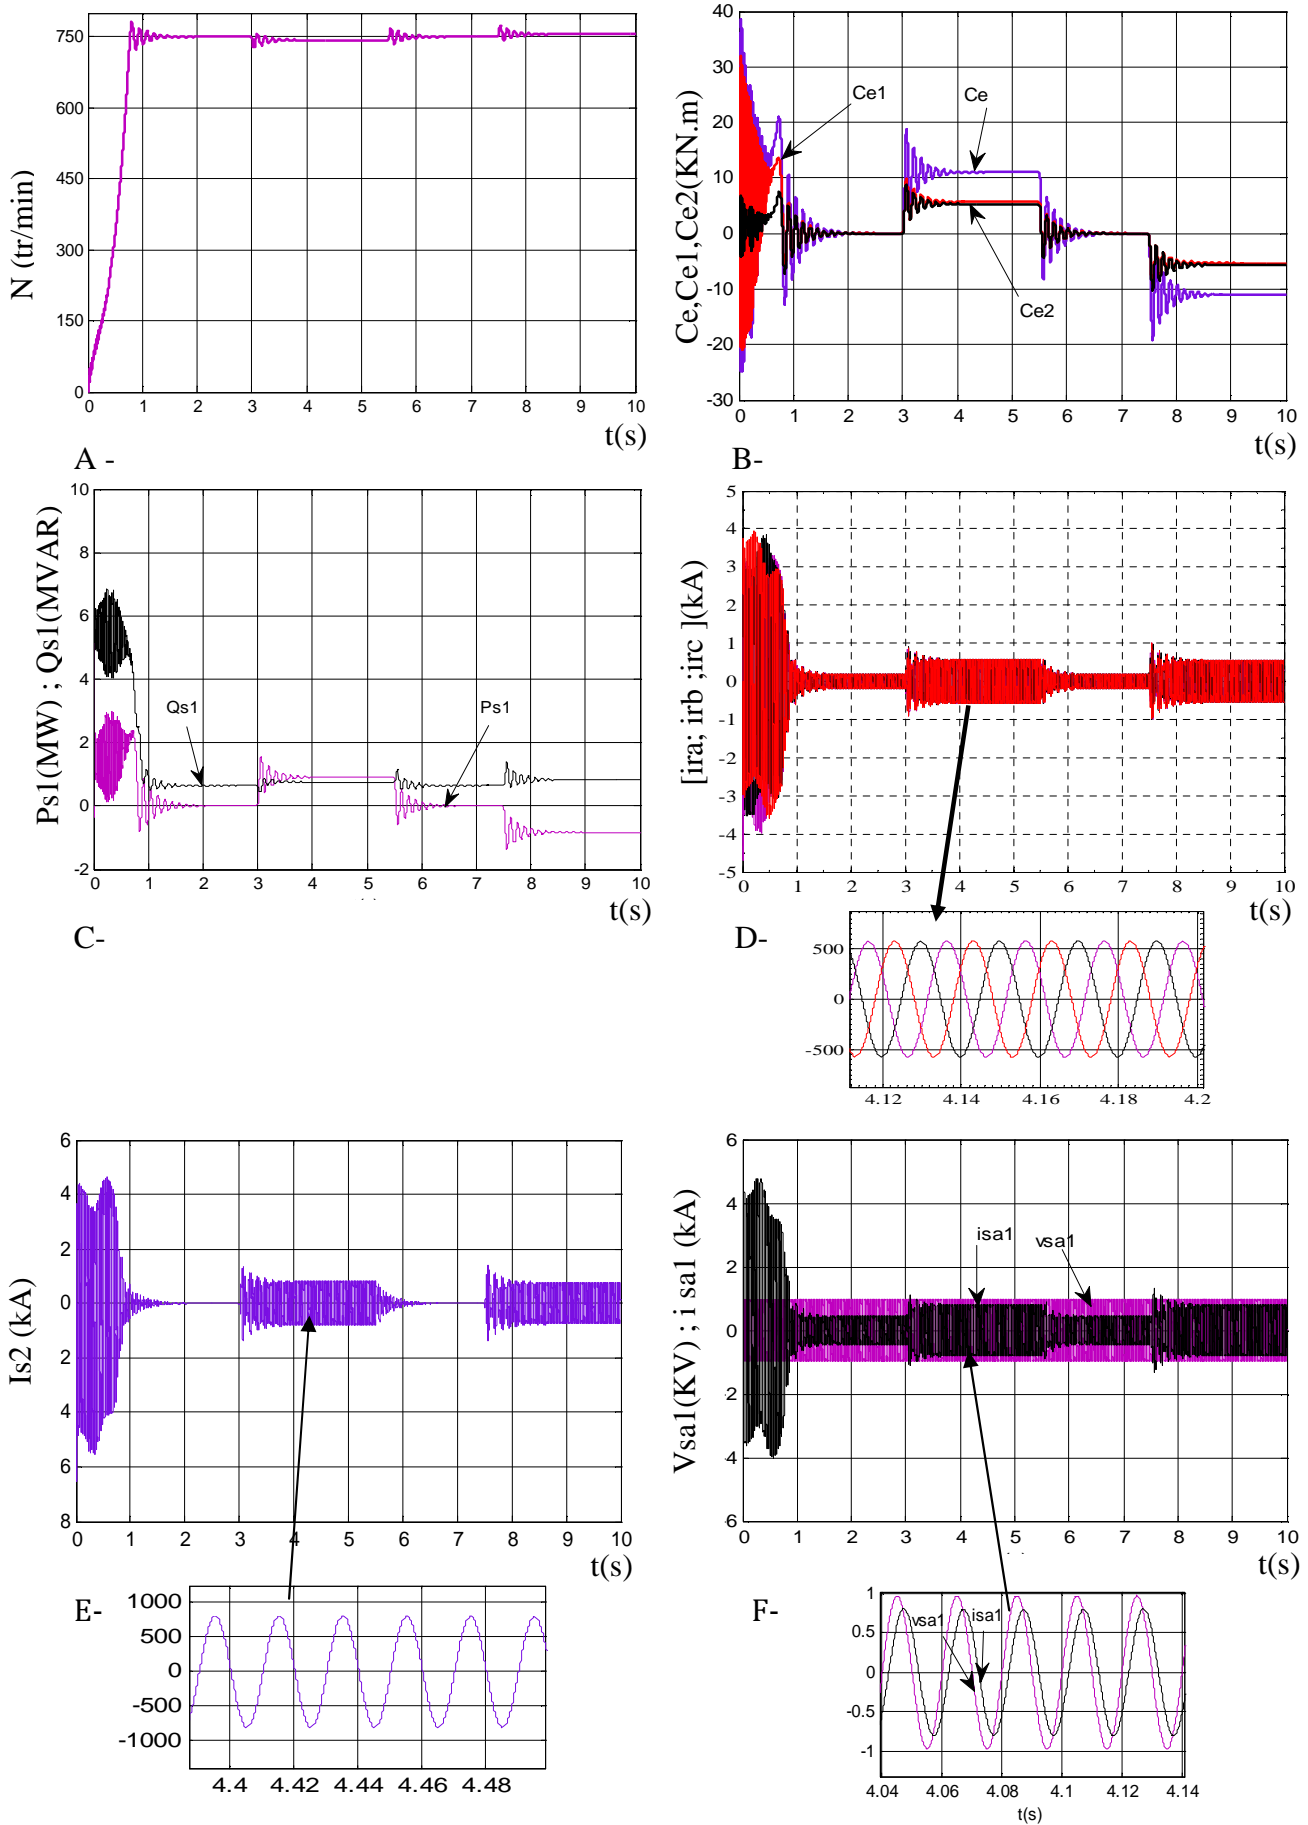 N (tr/min)
750
600
450
300
150
0
0 1 2 3 4 5 6 7 8 9 10
t(s)
A -
Ce,Ce1,Ce2(KN.m)
40
30
20
10
0
-10
-20
-30
Ce1
Ce
Ce2
0 1 2 3 4 5 6 7 8 9 10
t(s)
B-
Ps1(MW) ; Qs1(MVAR)
10
8
6
4
2
0
-2
Qs1
Ps1
0 1 2 3 4 5 6 7 8 9 10
t(s)
C-
[ira; irb ;irc ](kA)
5
4
3
2
1
0
-1
-2
-3
-4
-5
0 1 2 3 4 5 6 7 8 9 10
t(s)
D-
500
0
-500
4.12 4.14 4.16 4.18 4.2
Is2 (kA)
6
4
2
0
2
4
6
8
0 1 2 3 4 5 6 7 8 9 10
t(s)
E-
1000
500
0
-500
-1000
4.4 4.42 4.44 4.46 4.48
Vsa1(KV) ; i sa1 (kA)
6
4
2
0
-2
-4
-6
isa1
vsa1
0 1 2 3 4 5 6 7 8 9 10
t(s)
F-
1
0.5
0
-0.5
-1
vsa1
isa1
4.04 4.06 4.08 4.1 4.12 4.14
t(s)